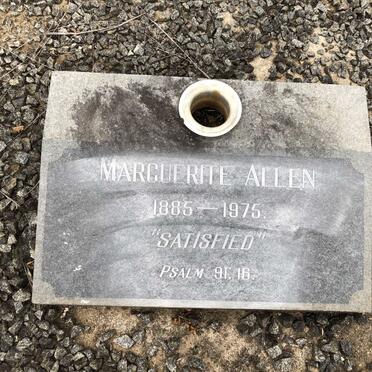 MARGUERITE ALLEN
1885 — 1975.
"SATISFIED"
PSALM 91. 16.